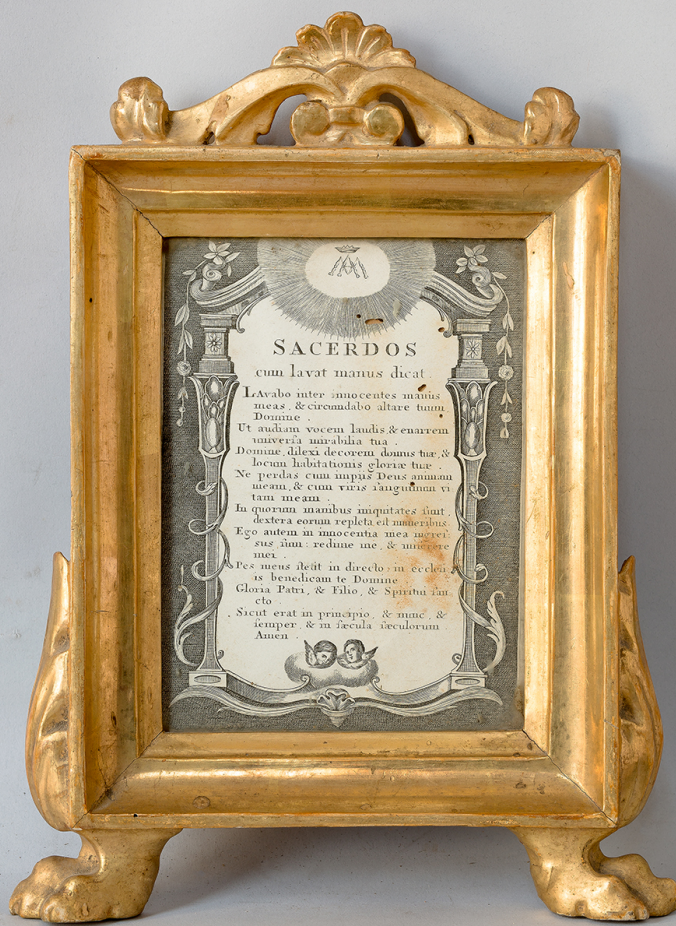 SACERDOS
cum lavat manus dicat.
LAvabo inter innocentes manus
meas, & circumdabo altare tuum
Domine.
Ut audiam vocem laudis, & enarrem
univerſa mirabilia tua.
Domine, dilexi decorem domus tuæ, &
locum habitationis gloriæ tuæ.
Ne perdas cum impijs Deus animam
meam, & cum viris ſanguinum vi
tam meam.
In quorum manibus iniquitates ſunt,
dextera eorum repleta eſt muneribus.
Ego autem in innocentia mea ingreſ
sus ſum: redime me, & miſerere
mei.
Pes meus ſtetit in directo: in eccleſi
is benedicam te Domine
Gloria Patri, & Filio, & Spiritui ſan
cto.
Sicut erat in principio, & nunc, &
ſemper, & in ſæcula ſæculorum
Amen.